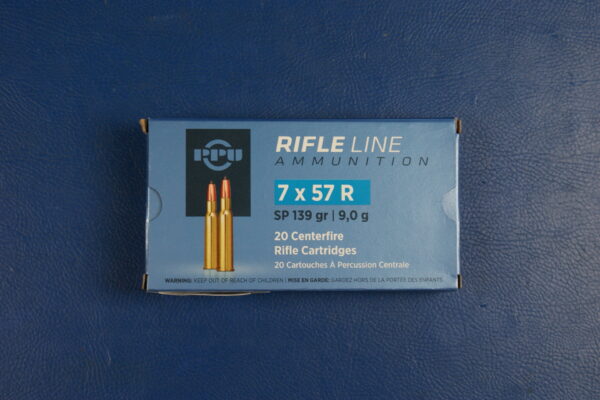 PPU
RIFLE LINE
AMMUNITION
7 x 57 R
SP 139 gr | 9,0 g
20 Centerfire
Rifle Cartridges
20 Cartouches À Percussion Centrale
WARNING: KEEP OUT OF REACH OF CHILDREN | MISE EN GARDE: GARDEZ HORS DE LA PORTÉE DES ENFANTS